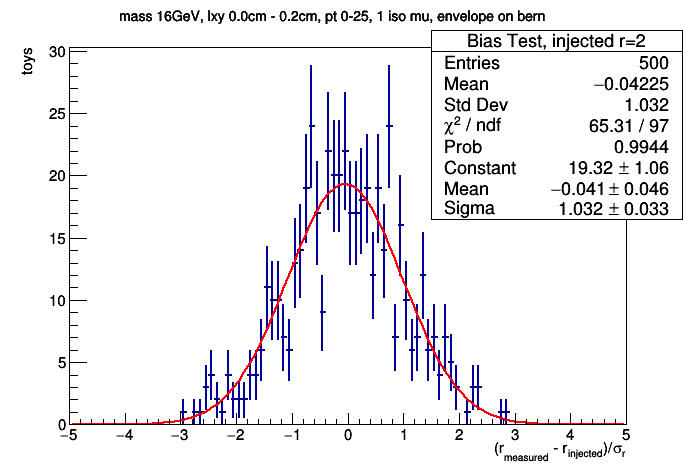 mass 16GeV, lxy 0.0cm - 0.2cm, pt 0-25, 1 iso mu, envelope on bern
Bias Test, injected r=2
Entries 500
Mean −0.04225
Std Dev 1.032
χ² / ndf 65.31 / 97
Prob 0.9944
Constant 19.32 ± 1.06
Mean −0.041 ± 0.046
Sigma 1.032 ± 0.033
toys
30
25
20
15
10
5
0
−5 −4 −3 −2 −1 0 1 2 3 4 5
(r_measured - r_injected)/σ_r